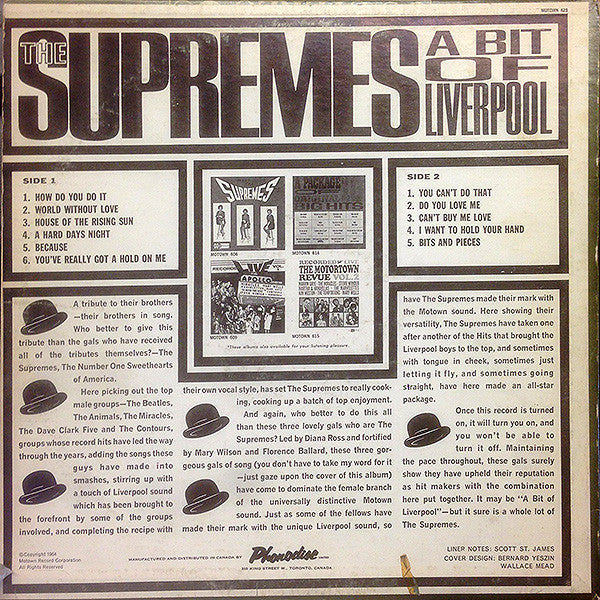 MOTOWN 623
THE SUPREMES
A BIT
OF
LIVERPOOL
SIDE 1
1. HOW DO YOU DO IT
2. WORLD WITHOUT LOVE
3. HOUSE OF THE RISING SUN
4. A HARD DAYS NIGHT
5. BECAUSE
6. YOU'VE REALLY GOT A HOLD ON ME
SUPREMES
MOTOWN 606
A PACKAGE
BIG HITS
MOTOWN 614
RECORDED LIVE
APOLLO
MOTOWN 609
RECORDED LIVE
THE MOTORTOWN
REVUE VOL. 2
MOTOWN 615
*These albums also available for your listening pleasure.
SIDE 2
1. YOU CAN'T DO THAT
2. DO YOU LOVE ME
3. CAN'T BUY ME LOVE
4. I WANT TO HOLD YOUR HAND
5. BITS AND PIECES
A tribute to their brothers
—their brothers in song.
Who better to give this
tribute than the gals who have received
all of the tributes themselves?—The
Supremes, The Number One Sweethearts
of America.
Here picking out the top
male groups—The Beatles,
The Animals, The Miracles,
The Dave Clark Five and The Contours,
groups whose record hits have led the way
through the years, adding the songs these
guys have made into
smashes, stirring up with
a touch of Liverpool sound
which has been brought to
the forefront by some of the groups
involved, and completing the recipe with
their own vocal style, has set The Supremes to really cook-
ing, cooking up a batch of top enjoyment.
And again, who better to do this all
than these three lovely gals who are The
Supremes? Led by Diana Ross and fortified
by Mary Wilson and Florence Ballard, these three gor-
geous gals of song (you don't have to take my word for it
—just gaze upon the cover of this album)
have come to dominate the female branch
of the universally distinctive Motown
sound. Just as some of the fellows have
made their mark with the unique Liverpool sound, so
have The Supremes made their mark with
the Motown sound. Here showing their
versatility, The Supremes have taken one
after another of the Hits that brought the
Liverpool boys to the top, and sometimes
with tongue in cheek, sometimes just
letting it fly, and sometimes going
straight, have here made an all-star
package.
Once this record is turned
on, it will turn you on, and
you won't be able to
turn it off. Maintaining
the pace throughout, these gals surely
show they have upheld their reputation
as hit makers with the combination
here put together. It may be "A Bit of
Liverpool"—but it sure is a whole lot of
The Supremes.
©Copyright 1964
Motown Record Corporation
All Rights Reserved
MANUFACTURED AND DISTRIBUTED IN CANADA BY Phonodisc LIMITED
355 KING STREET W., TORONTO, CANADA
LINER NOTES: SCOTT ST. JAMES
COVER DESIGN: BERNARD YESZIN
WALLACE MEAD